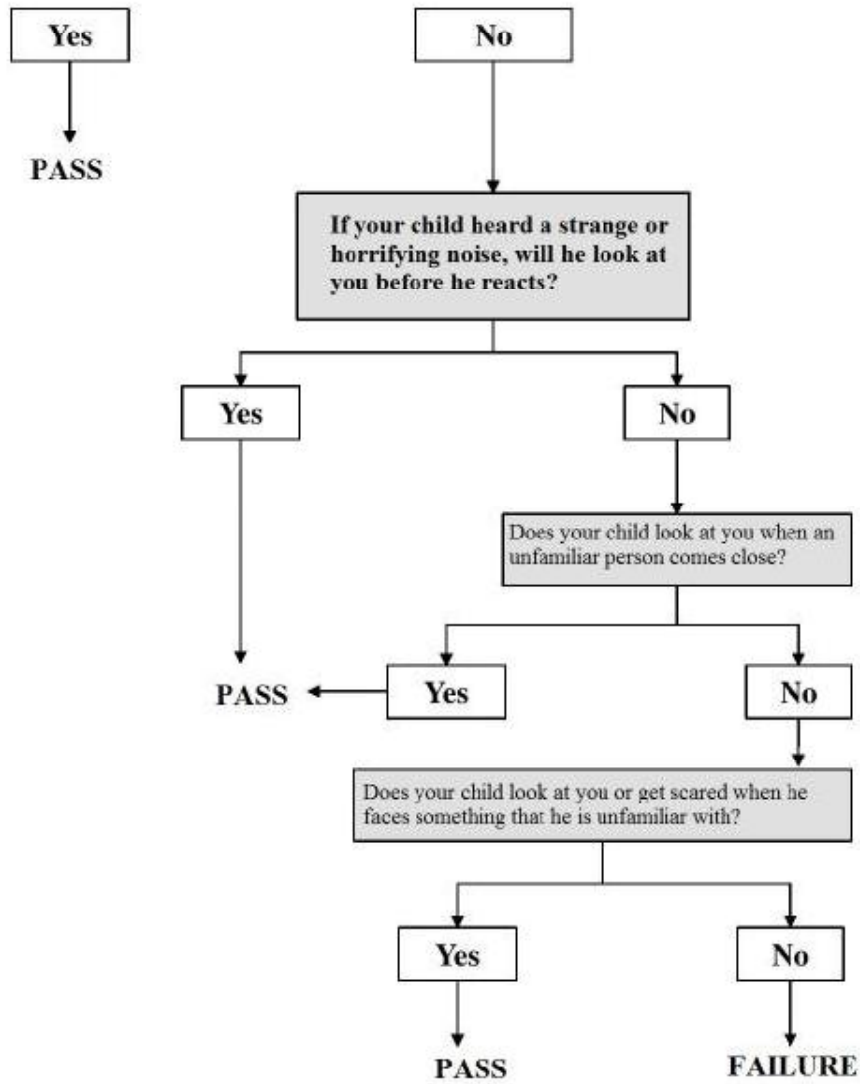 Yes
No
PASS
If your child heard a strange or
horrifying noise, will he look at
you before he reacts?
Yes
No
Does your child look at you when an
unfamiliar person comes close?
PASS
Yes
No
Does your child look at you or get scared when he
faces something that he is unfamiliar with?
Yes
No
PASS
FAILURE